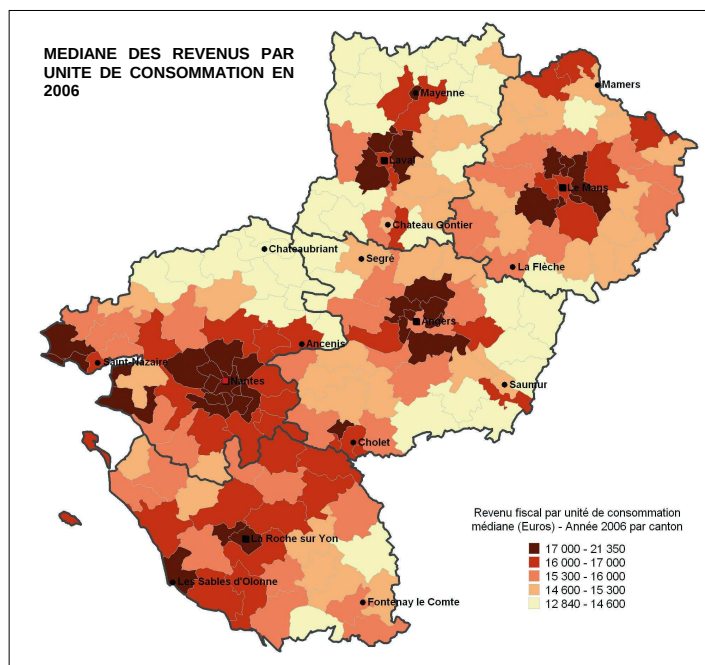 MEDIANE DES REVENUS PAR
UNITE DE CONSOMMATION EN
2006
Mamers
Mayenne
Laval
Le Mans
Chateau Gontier
Chateaubriant
Segré
La Flèche
Angers
Ancenis
Saint-Nazaire
Nantes
Saumur
Cholet
Revenu fiscal par unité de consommation
médiane (Euros) - Année 2006 par canton
17 000 - 21 350
16 000 - 17 000
15 300 - 16 000
14 600 - 15 300
12 840 - 14 600
La Roche sur Yon
Les Sables d'Olonne
Fontenay le Comte